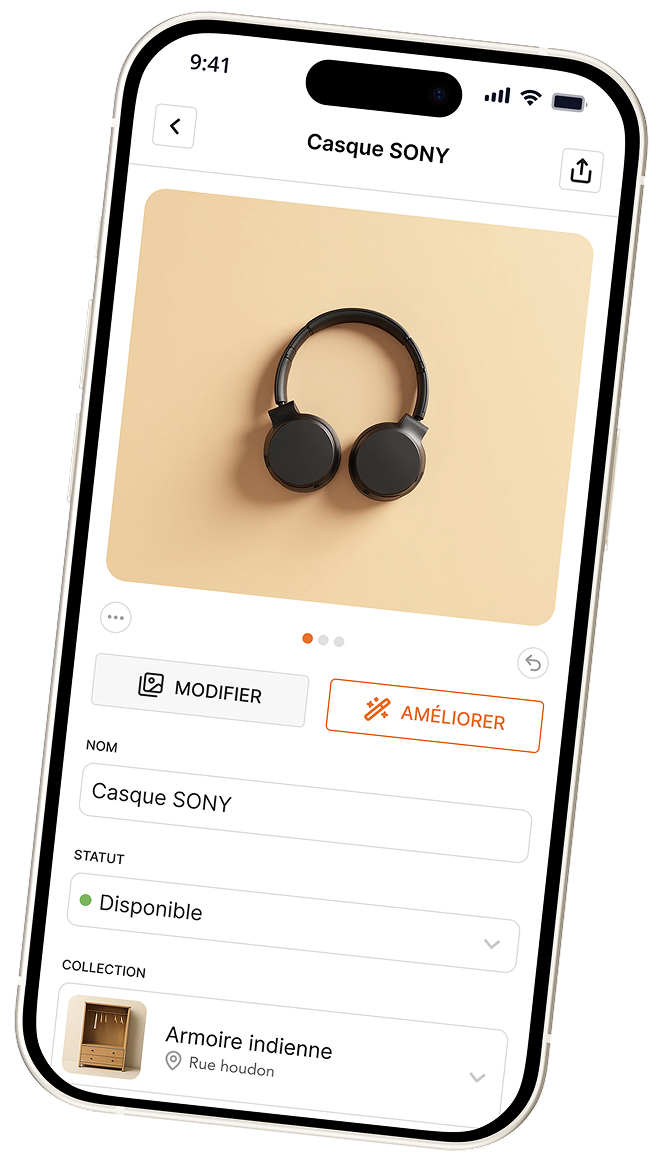 9:41
Casque SONY
MODIFIER
AMÉLIORER
NOM
Casque SONY
STATUT
Disponible
COLLECTION
Armoire indienne
Rue houdon